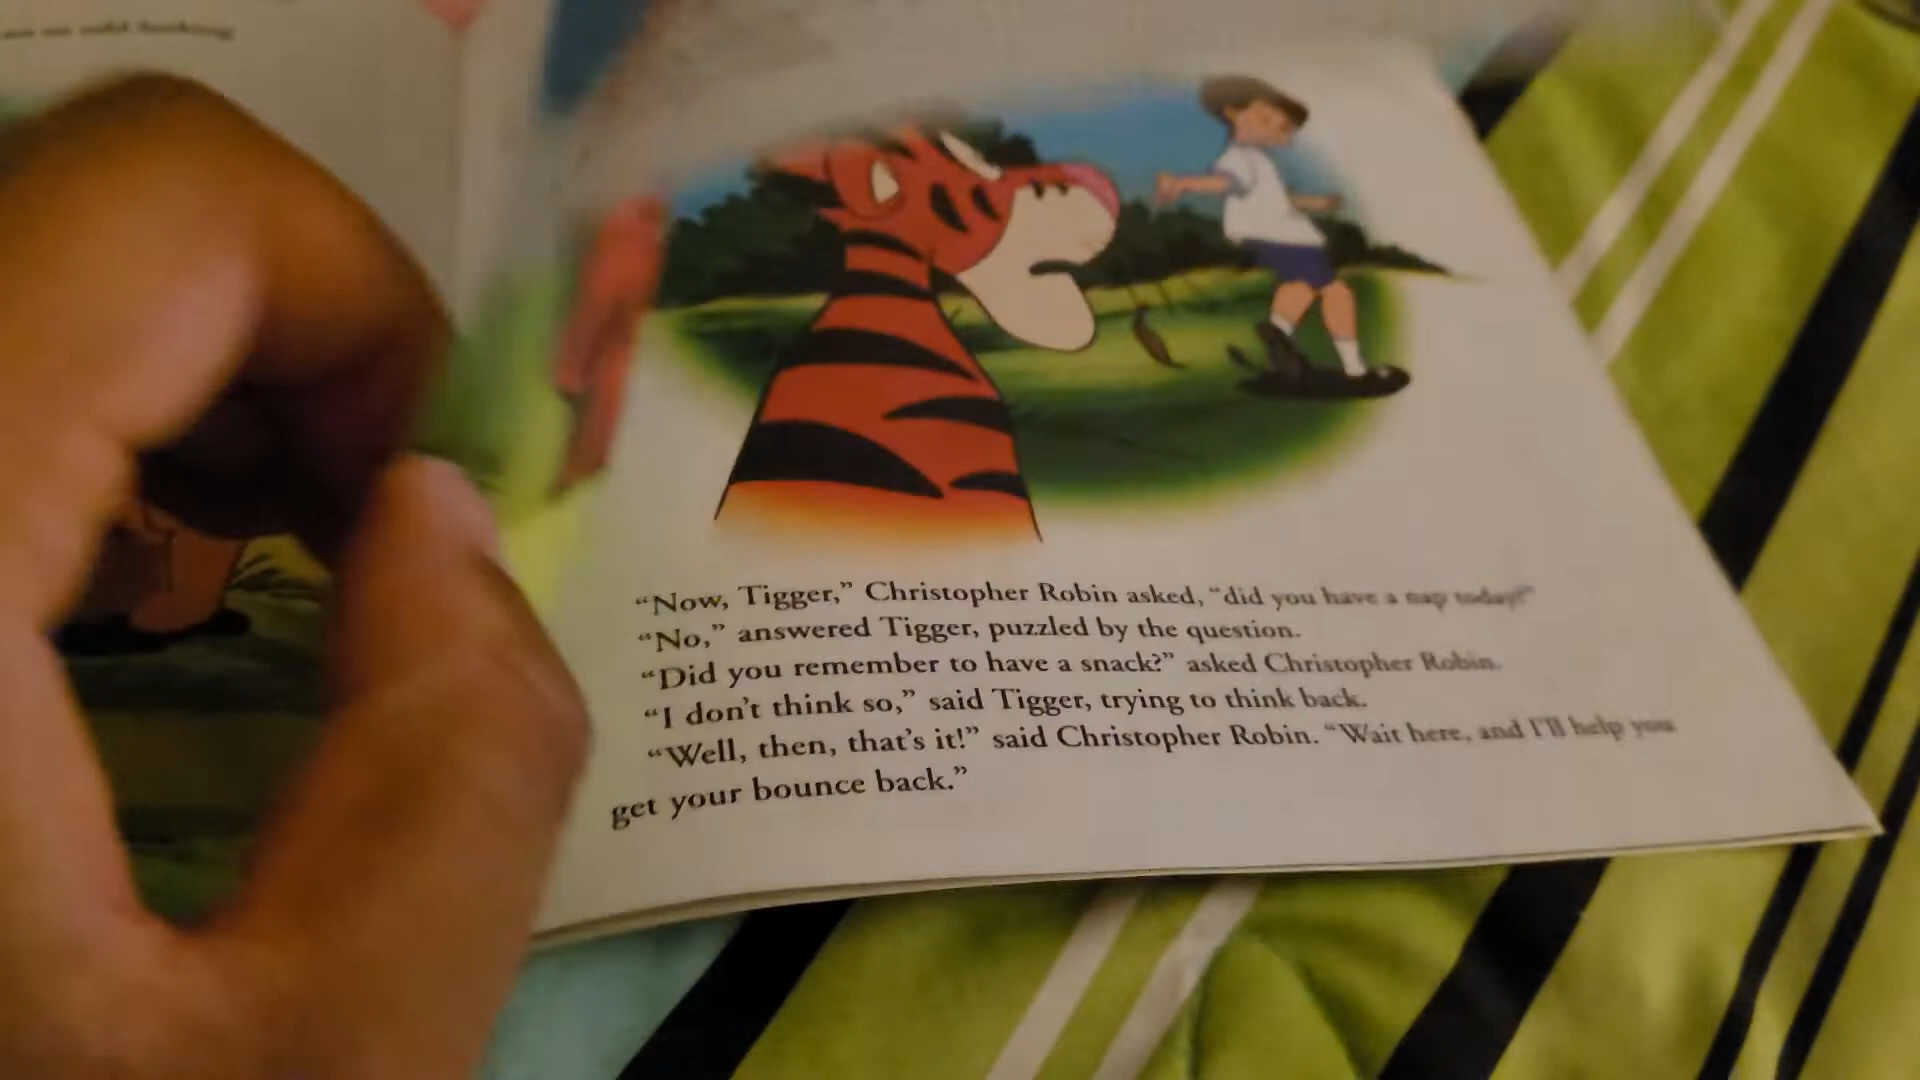 “Now, Tigger,” Christopher Robin asked, “did you have a nap today?”
“No,” answered Tigger, puzzled by the question.
“Did you remember to have a snack?” asked Christopher Robin.
“I don’t think so,” said Tigger, trying to think back.
“Well, then, that’s it!” said Christopher Robin. “Wait here, and I’ll help you
get your bounce back.”